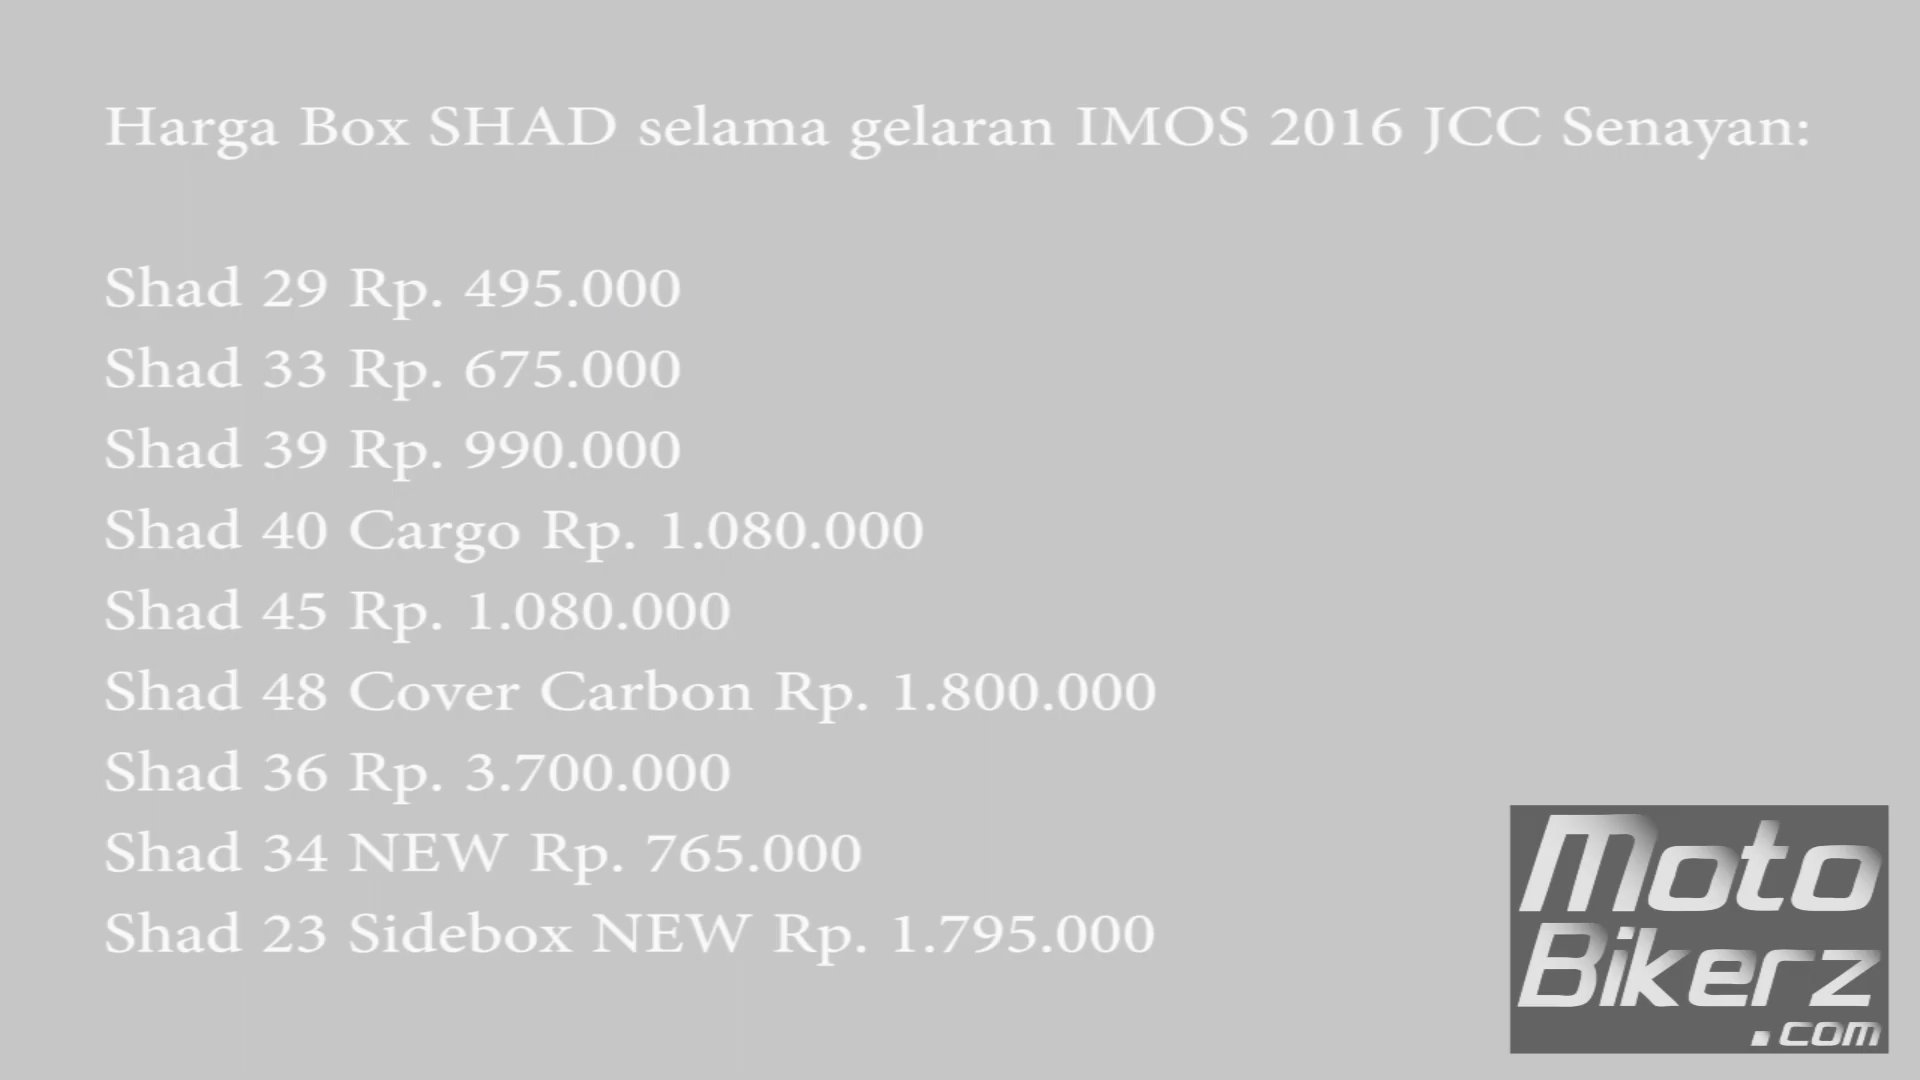 Harga Box SHAD selama gelaran IMOS 2016 JCC Senayan:
Shad 29 Rp. 495.000
Shad 33 Rp. 675.000
Shad 39 Rp. 990.000
Shad 40 Cargo Rp. 1.080.000
Shad 45 Rp. 1.080.000
Shad 48 Cover Carbon Rp. 1.800.000
Shad 36 Rp. 3.700.000
Shad 34 NEW Rp. 765.000
Shad 23 Sidebox NEW Rp. 1.795.000
Moto
Bikerz
.com